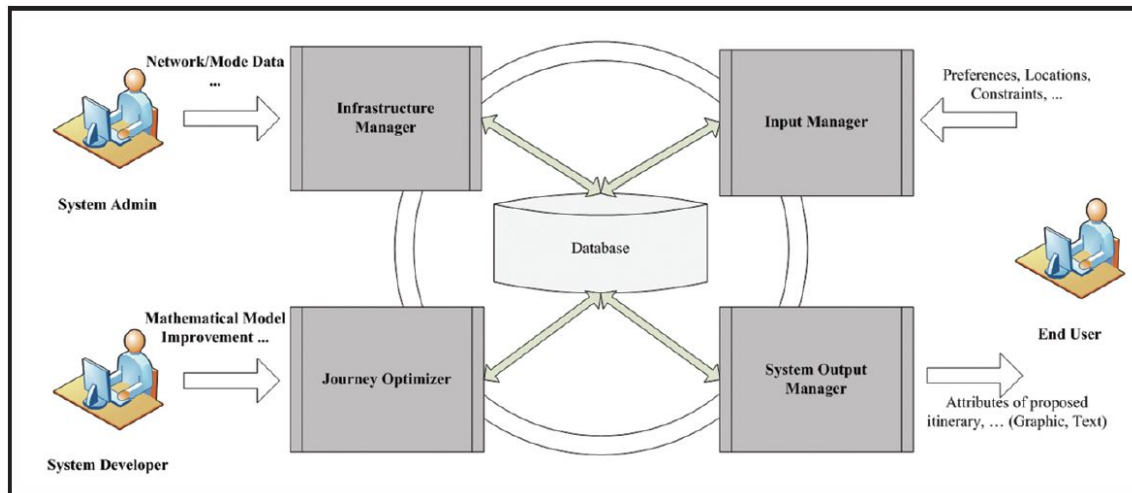 Network/Mode Data
...
System Admin
Infrastructure
Manager
Input Manager
Preferences, Locations,
Constraints, ...
Database
Mathematical Model
Improvement ...
System Developer
Journey Optimizer
System Output
Manager
End User
Attributes of proposed
itinerary, … (Graphic, Text)